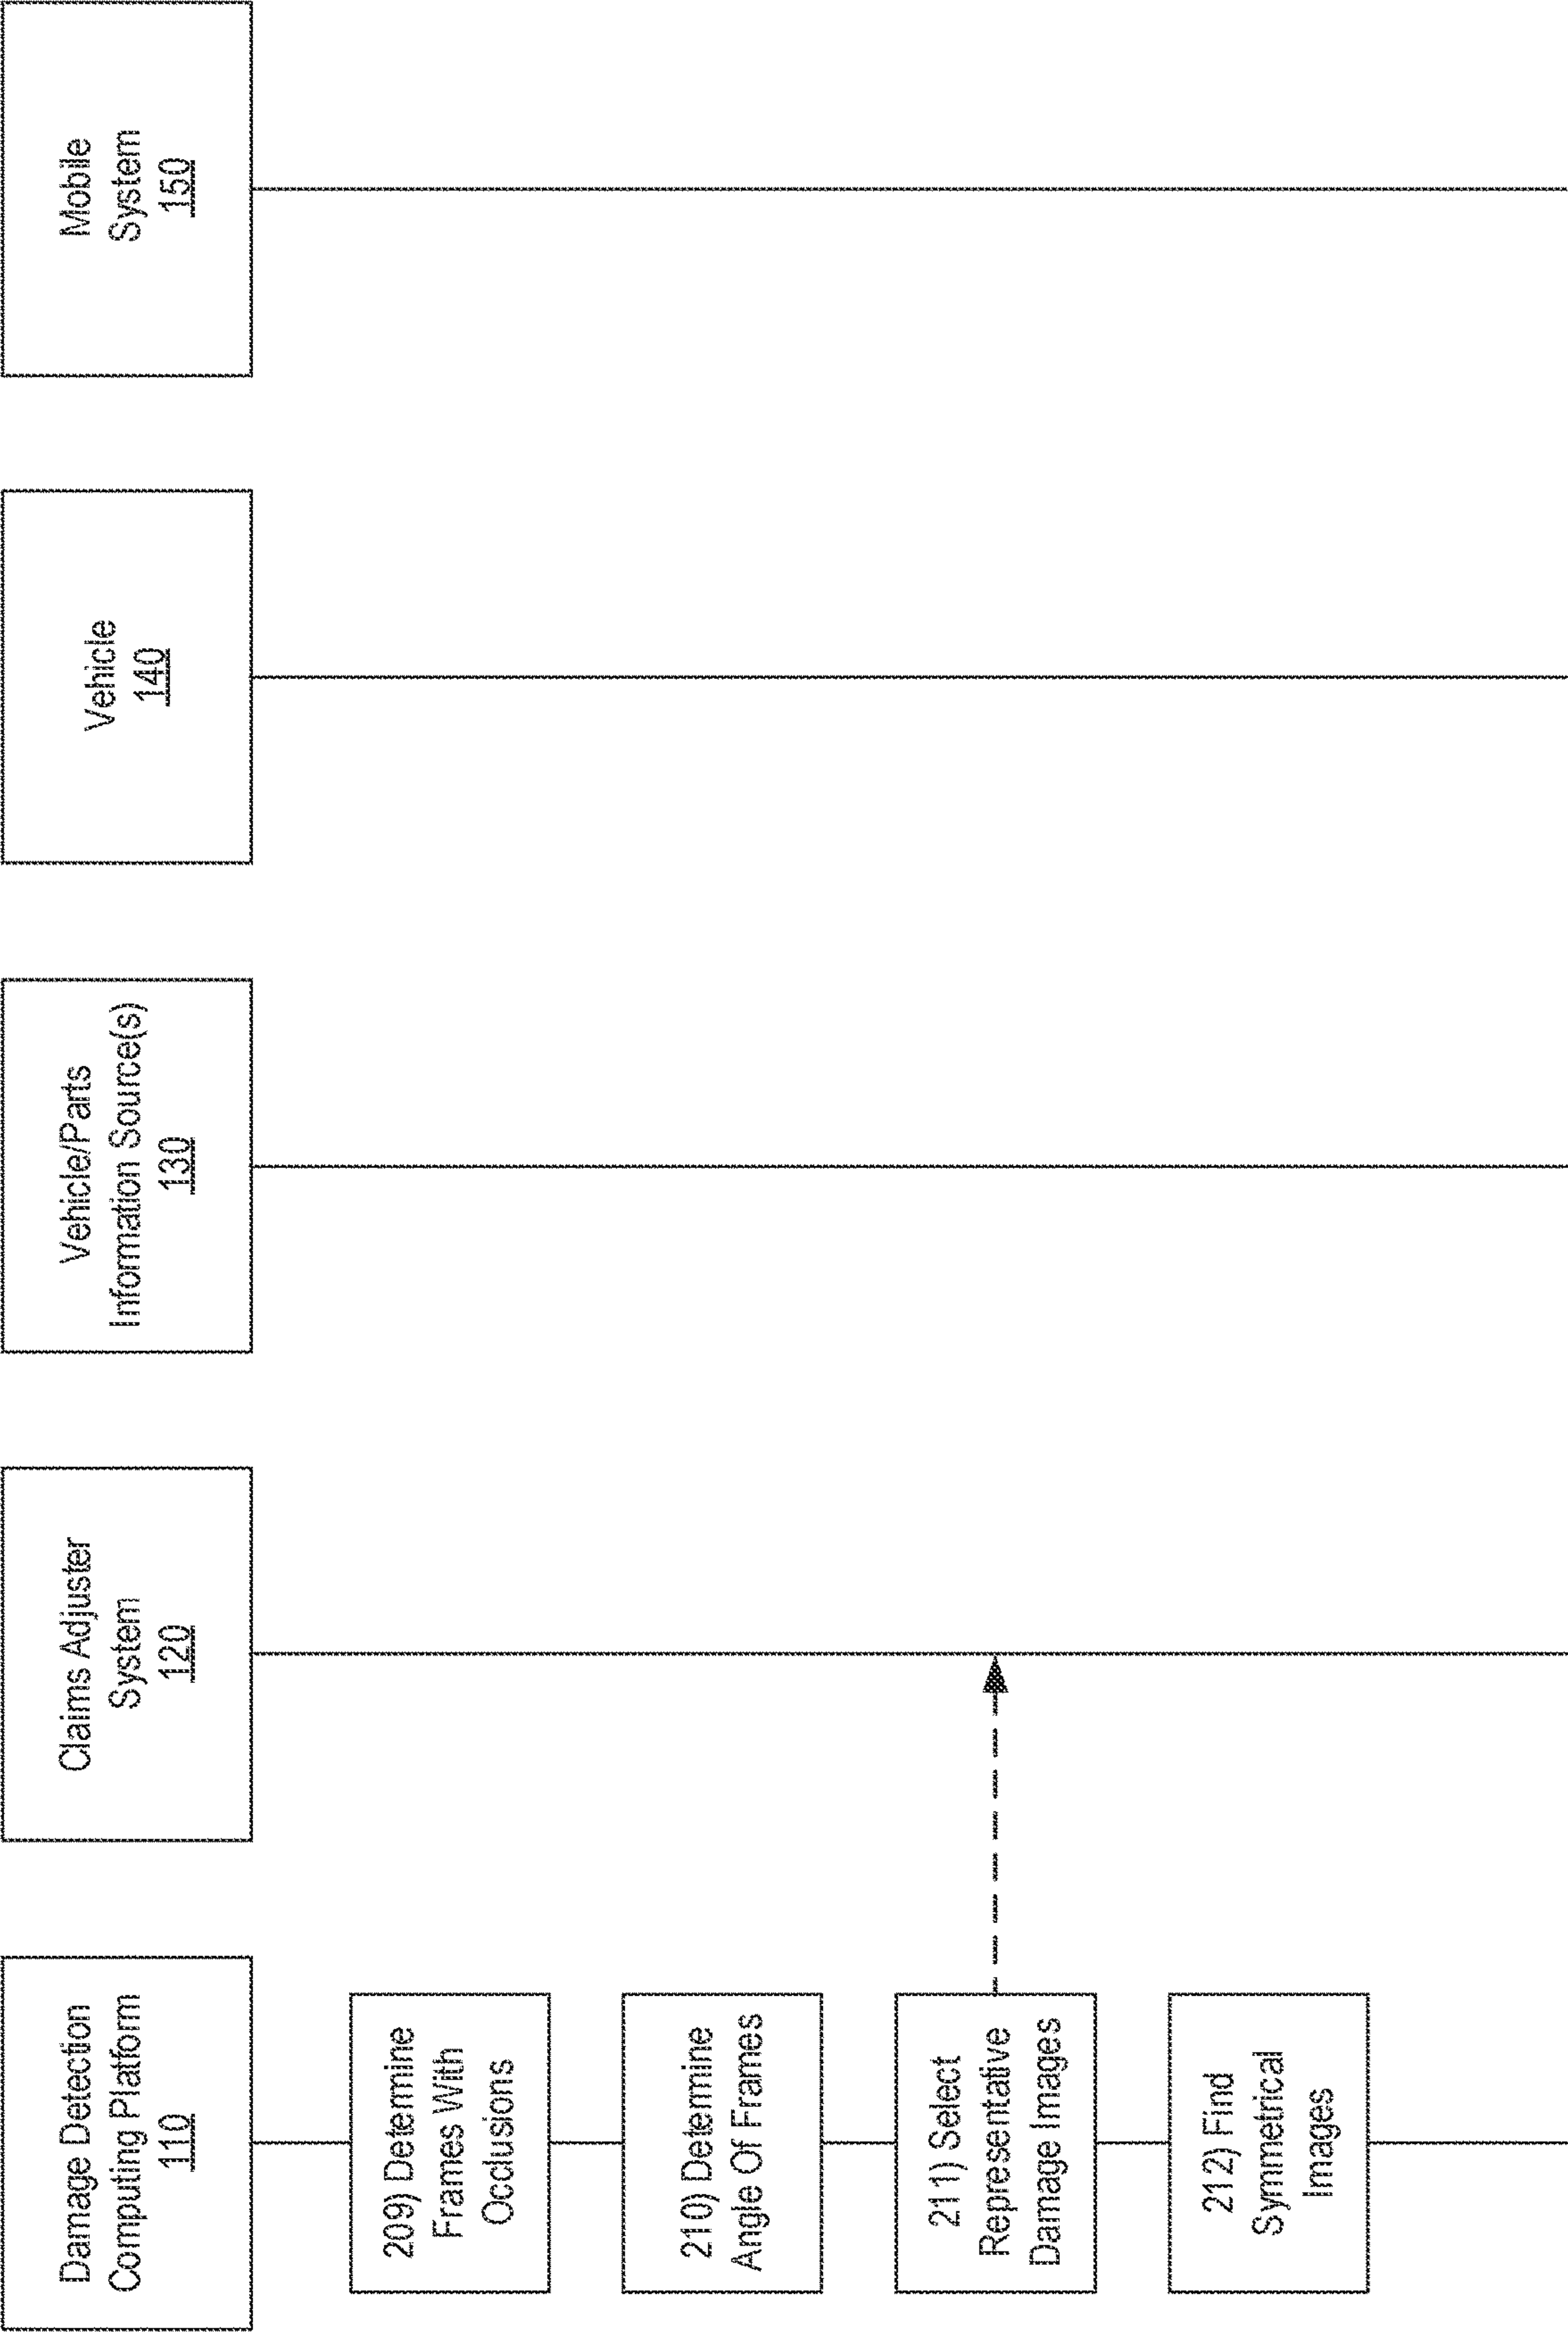 Damage Detection
Computing Platform
110
Claims Adjuster
System
120
Vehicle/Parts
Information Source(s)
130
Vehicle
140
Mobile
System
150
209) Determine
Frames With
Occlusions
210) Determine
Angle Of Frames
211) Select
Representative
Damage Images
212) Find
Symmetrical
Images